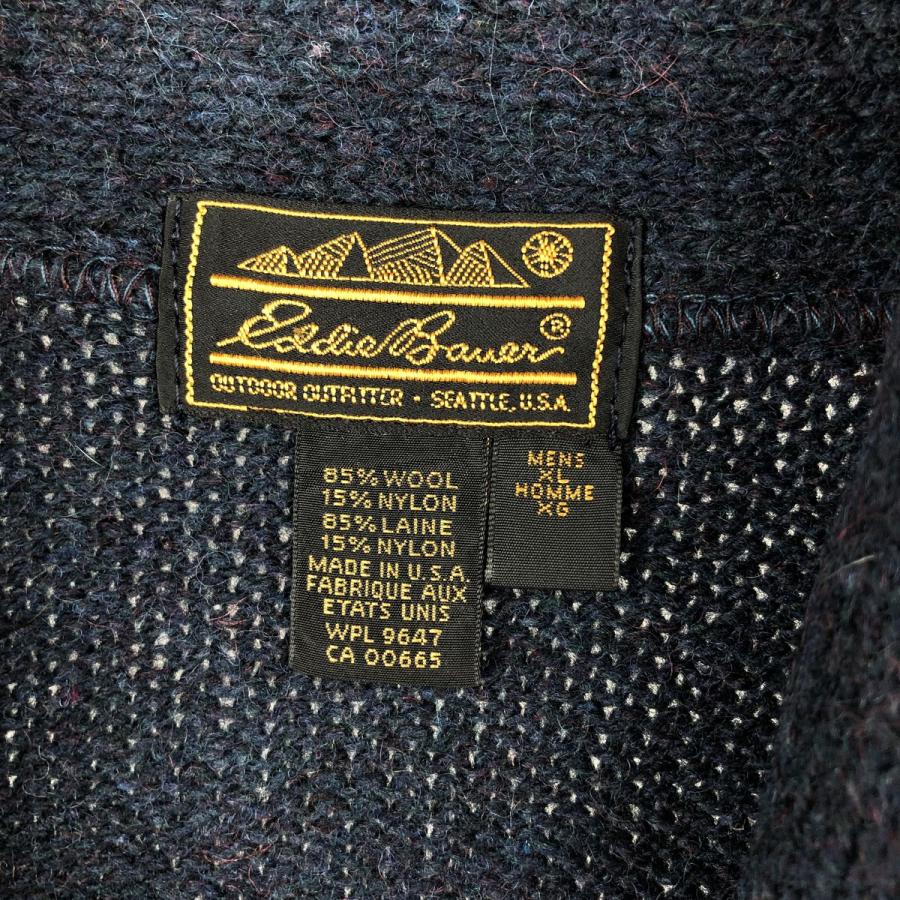 Eddie Bauer®
OUTDOOR OUTFITTER · SEATTLE, U.S.A.
85% WOOL
15% NYLON
85% LAINE
15% NYLON
MADE IN U.S.A.
FABRIQUE AUX
ETATS UNIS
WPL 9647
CA 00665
MENS
XL
HOMME
XG